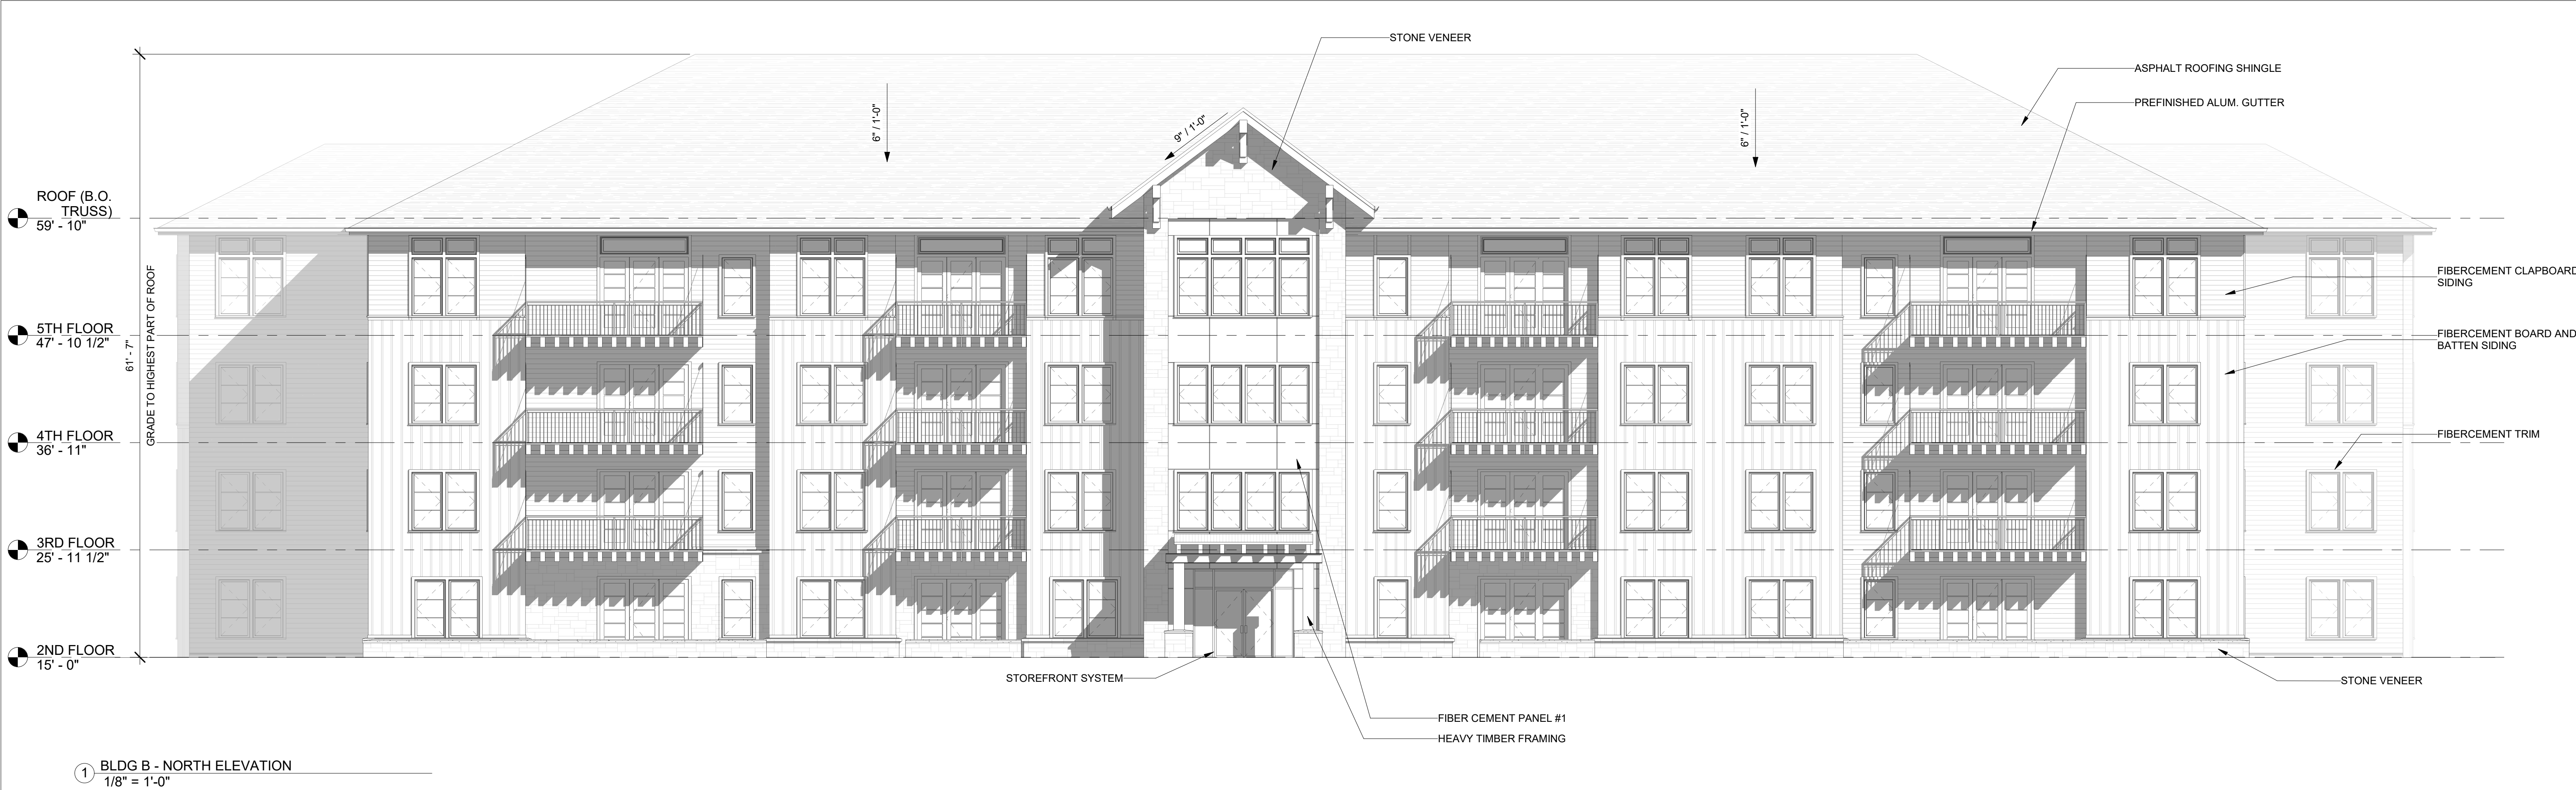 STONE VENEER
ASPHALT ROOFING SHINGLE
PREFINISHED ALUM. GUTTER
6" / 1'-0"
9" / 1'-0"
6" / 1'-0"
ROOF (B.O.
TRUSS)
59' - 10"
FIBERCEMENT CLAPBOARD
SIDING
5TH FLOOR
47' - 10 1/2"
FIBERCEMENT BOARD AND
BATTEN SIDING
61' - 7"
GRADE TO HIGHEST PART OF ROOF
4TH FLOOR
36' - 11"
FIBERCEMENT TRIM
3RD FLOOR
25' - 11 1/2"
2ND FLOOR
15' - 0"
STOREFRONT SYSTEM
STONE VENEER
FIBER CEMENT PANEL #1
HEAVY TIMBER FRAMING
1
BLDG B - NORTH ELEVATION
1/8" = 1'-0"